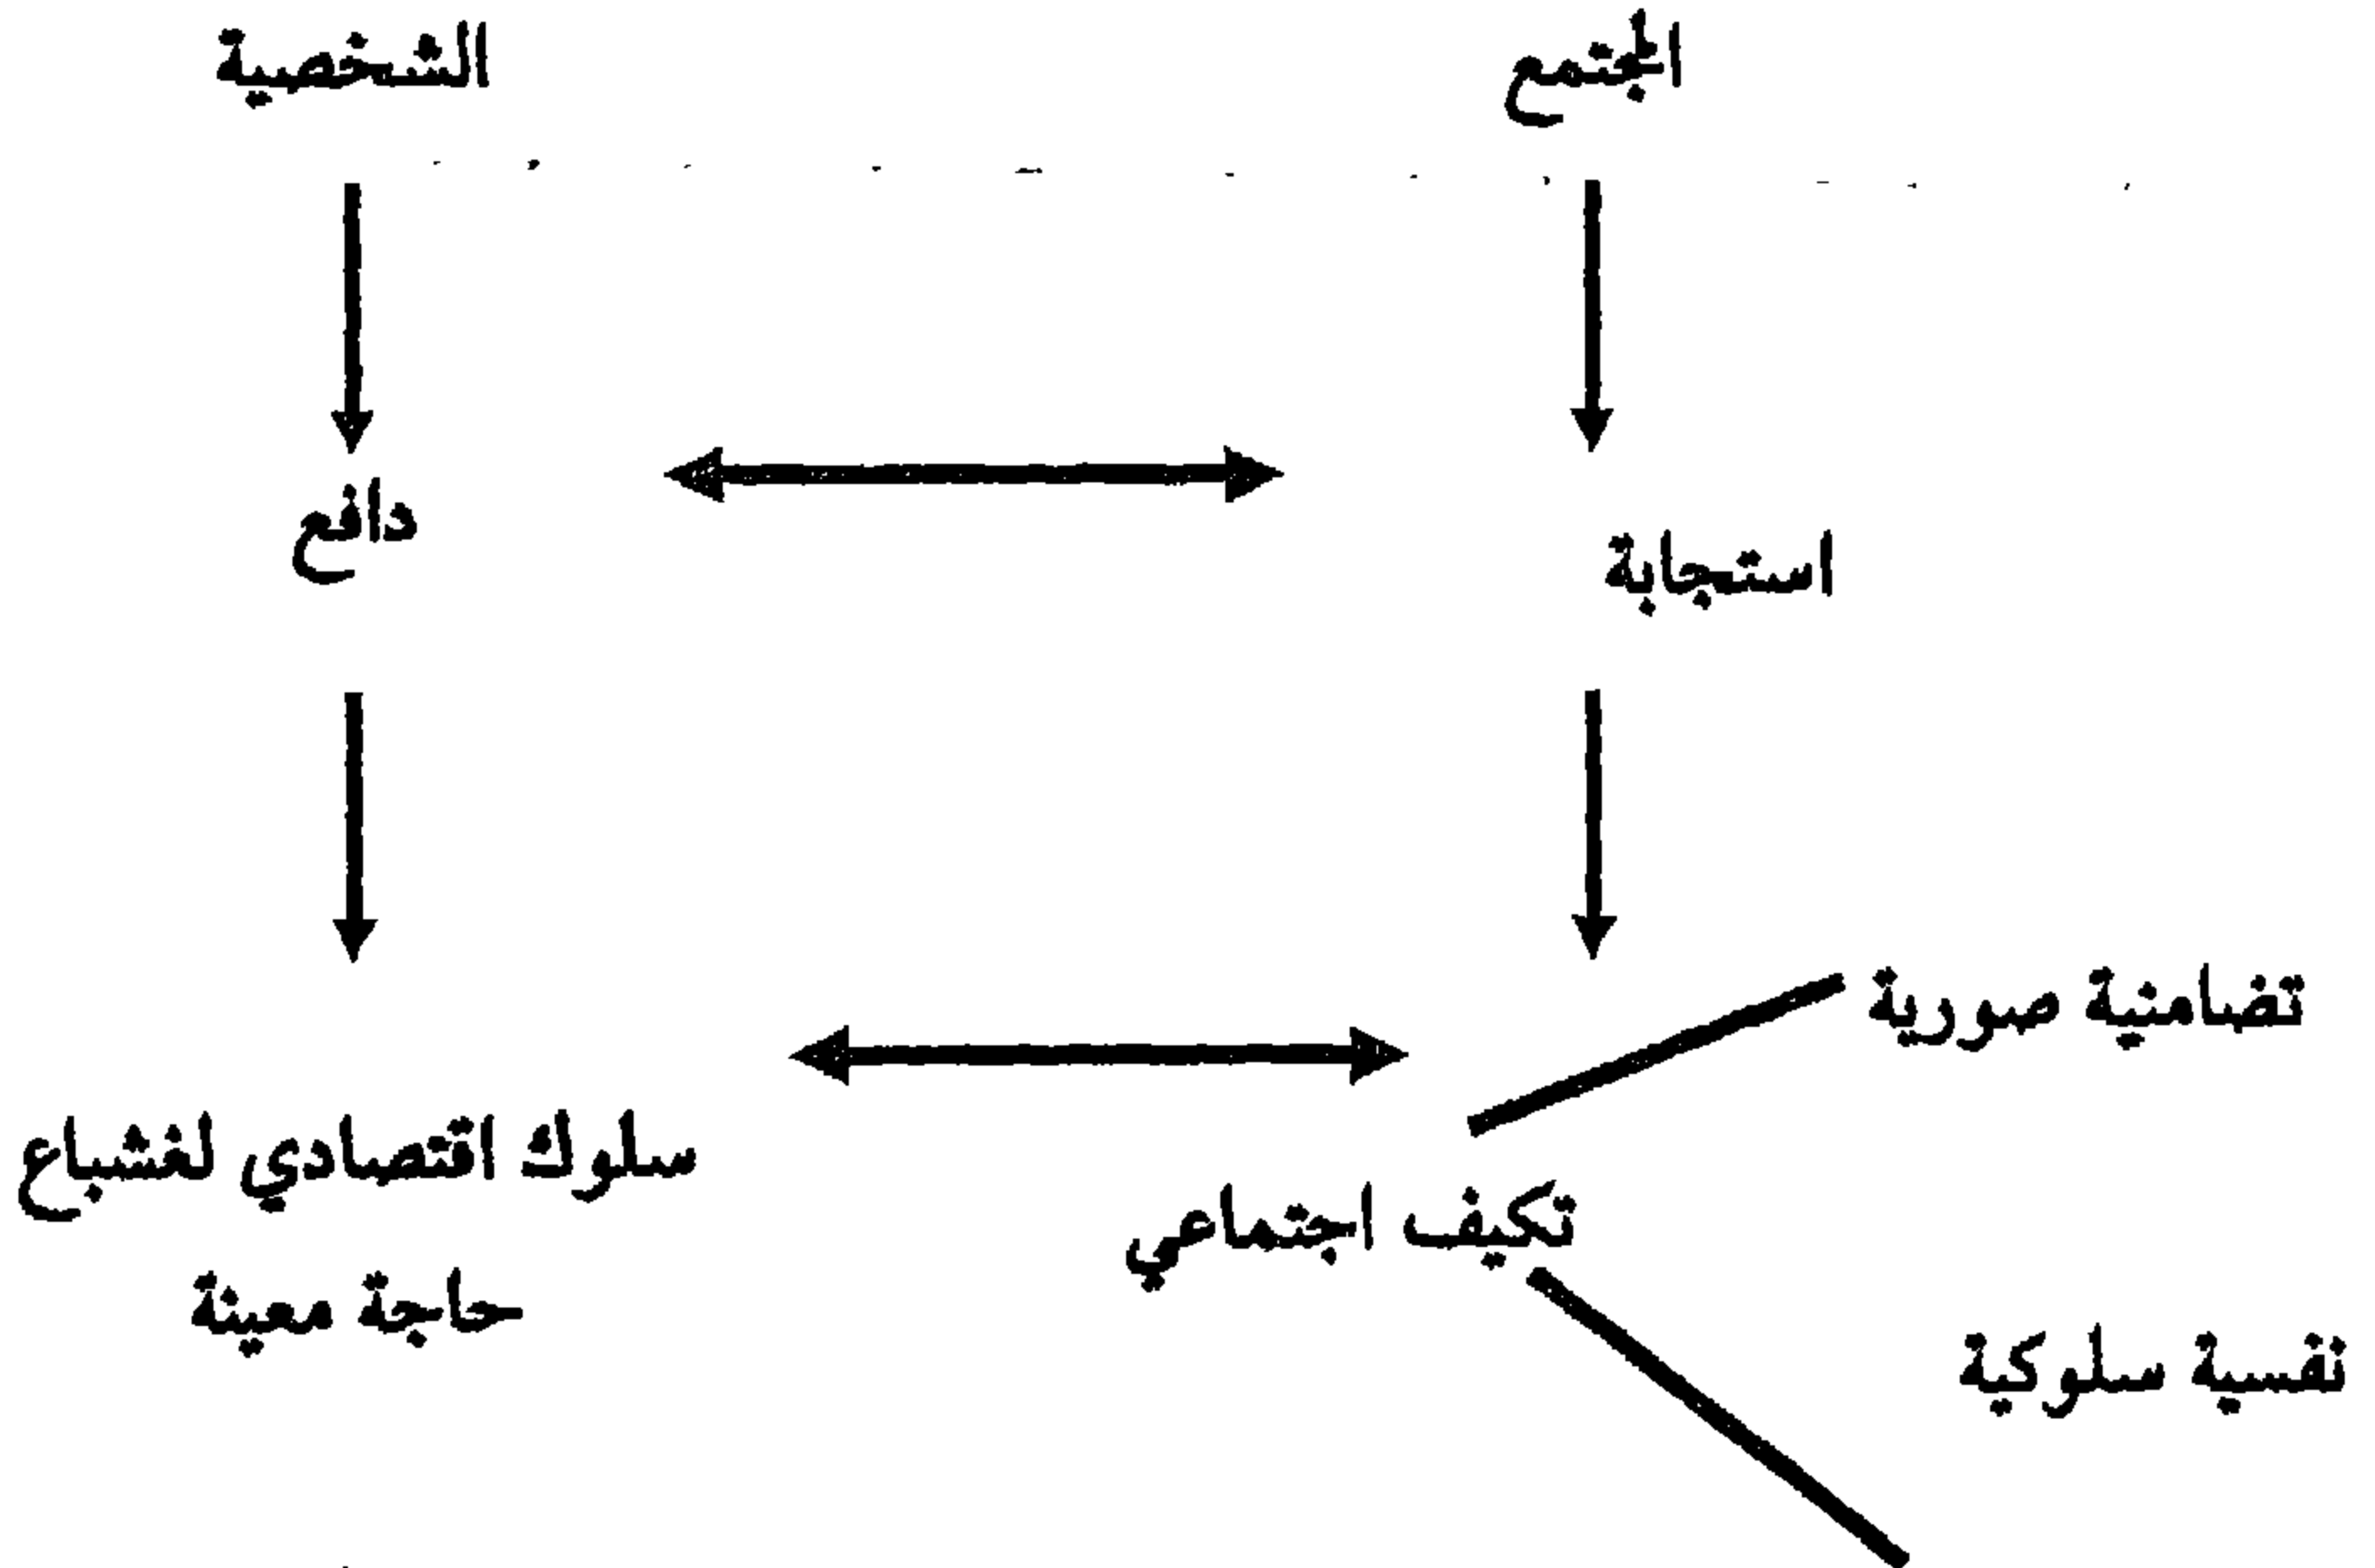 المجتمع
الشخصية
استجابة
دافع
تضامنية صورية
سلوك اقتصادي لغشباع
حاجة معينة
تكيف اجتماعي
نفسية سلوكية